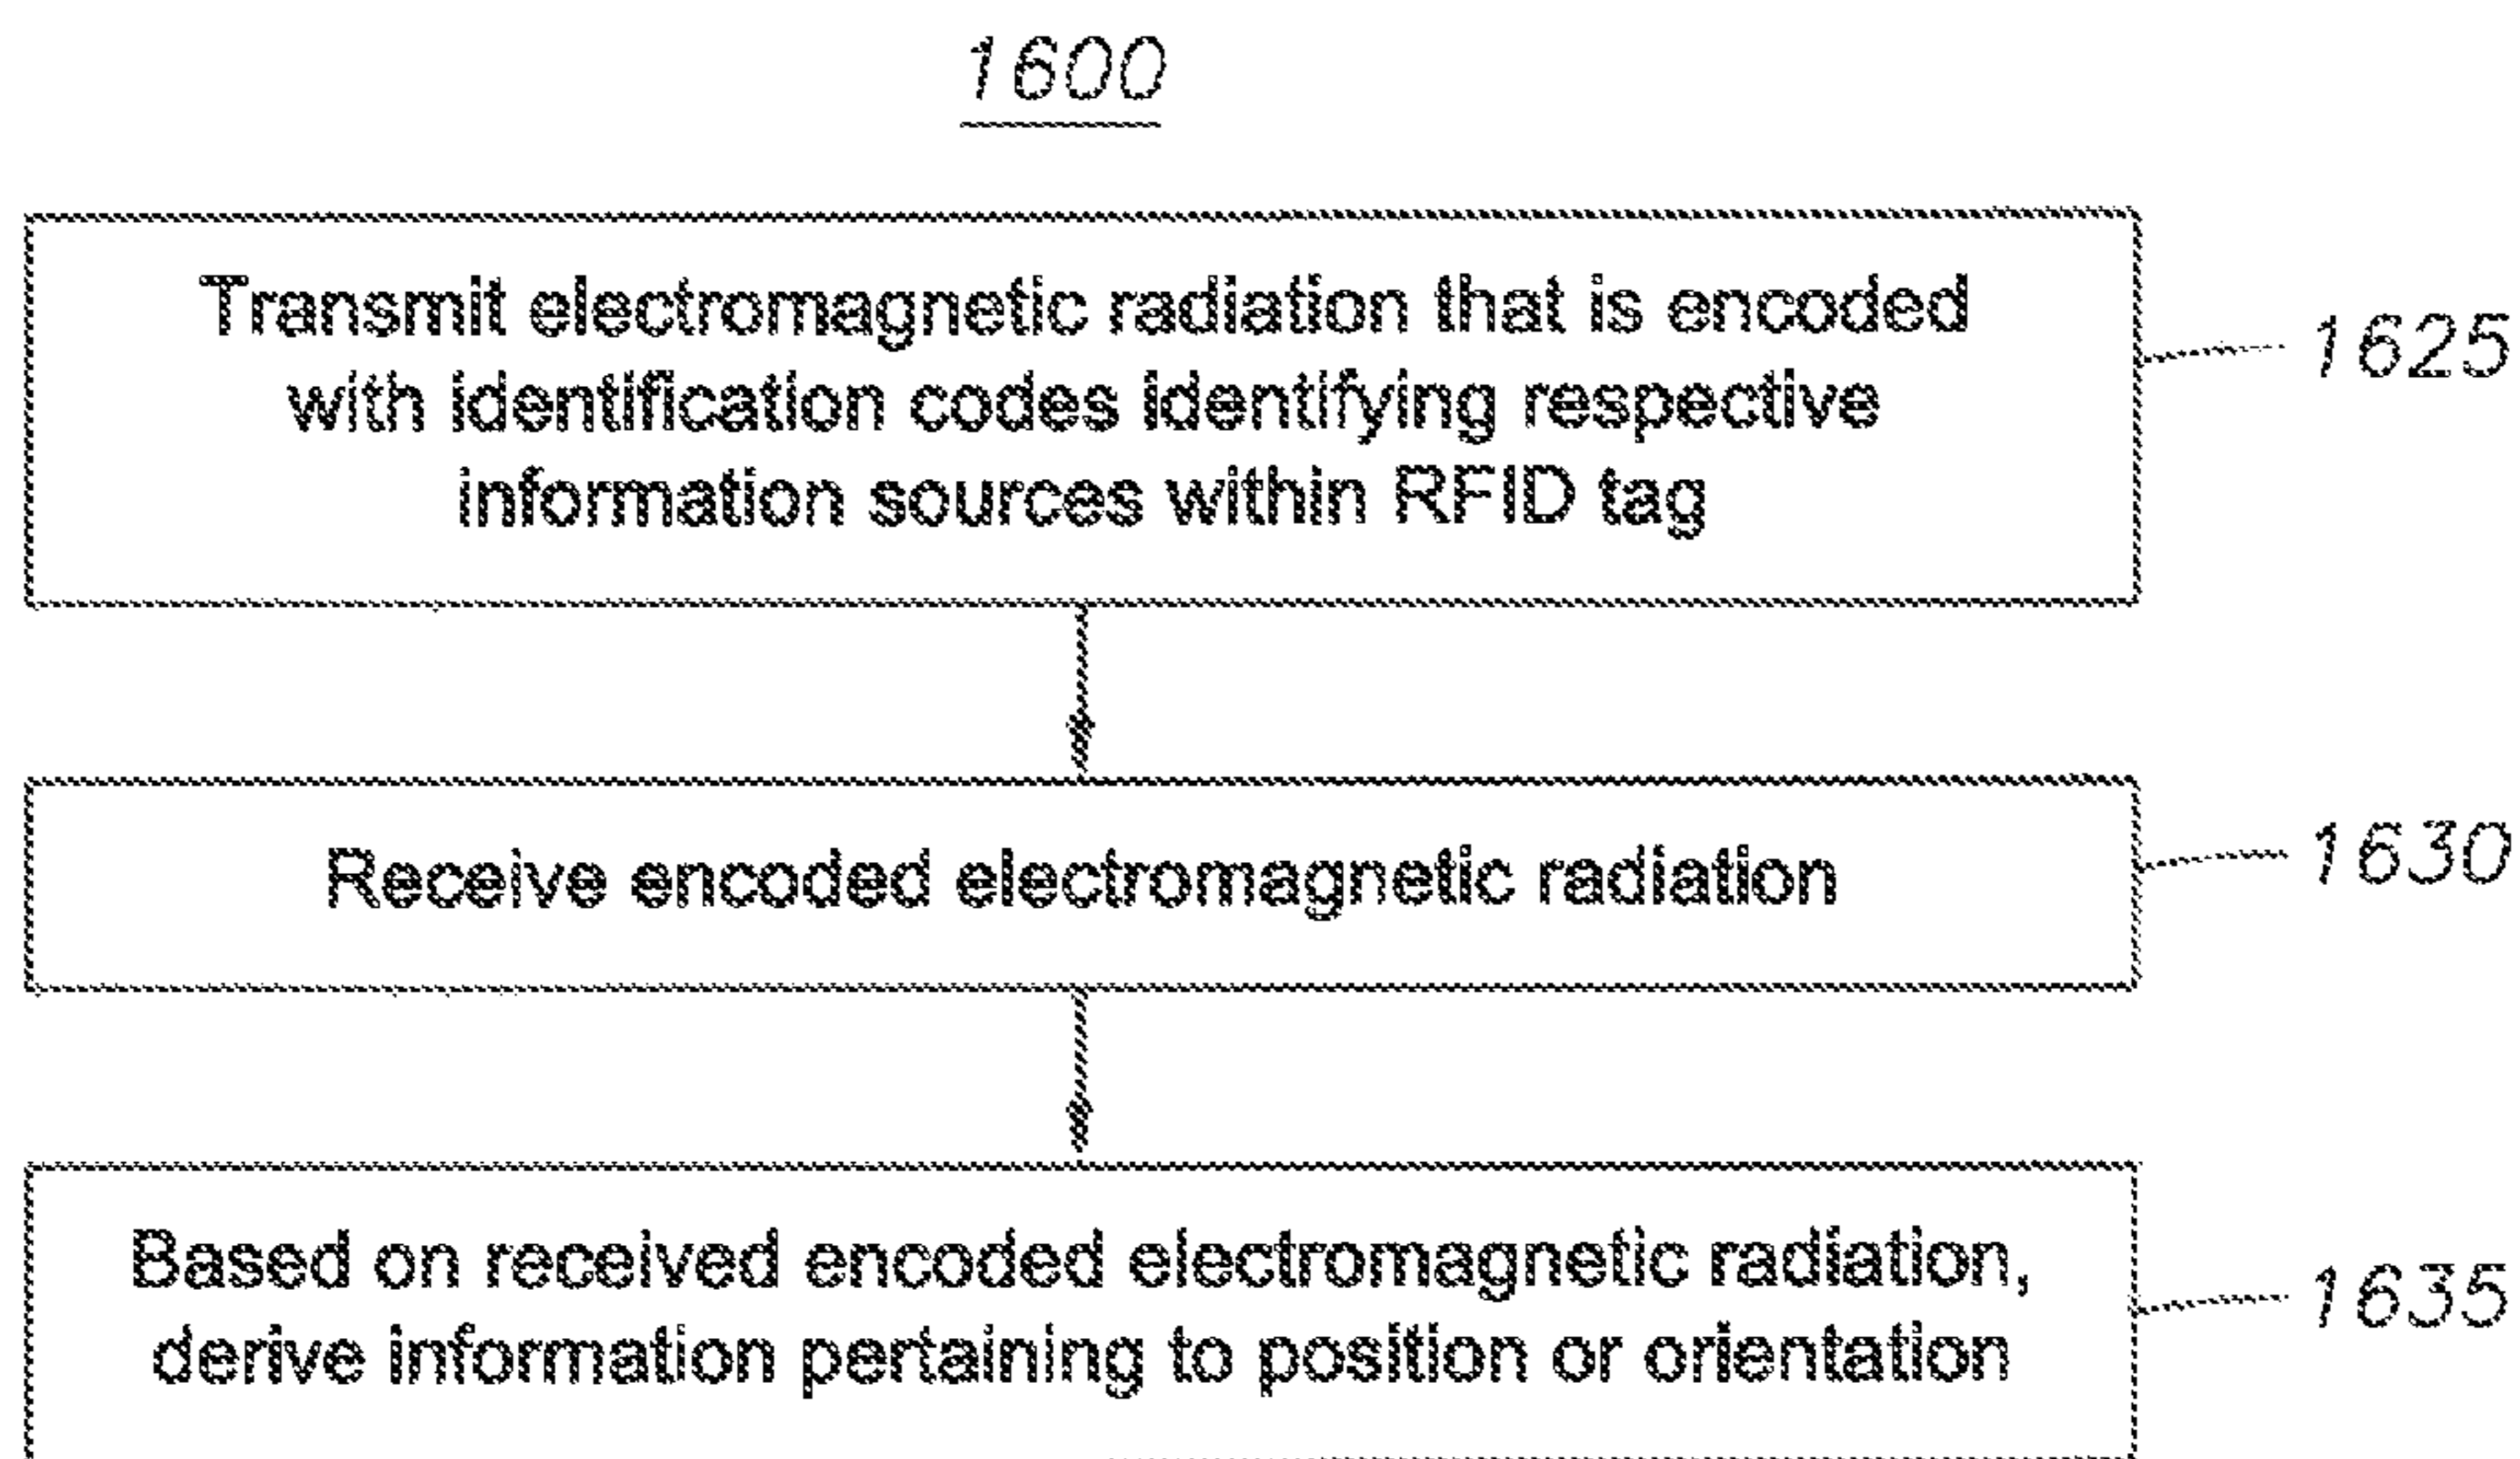 1600
Transmit electromagnetic radiation that is encoded
with identification codes identifying respective
information sources within RFID tag
1625
Receive encoded electromagnetic radiation
1630
Based on received encoded electromagnetic radiation,
derive information pertaining to position or orientation
1635